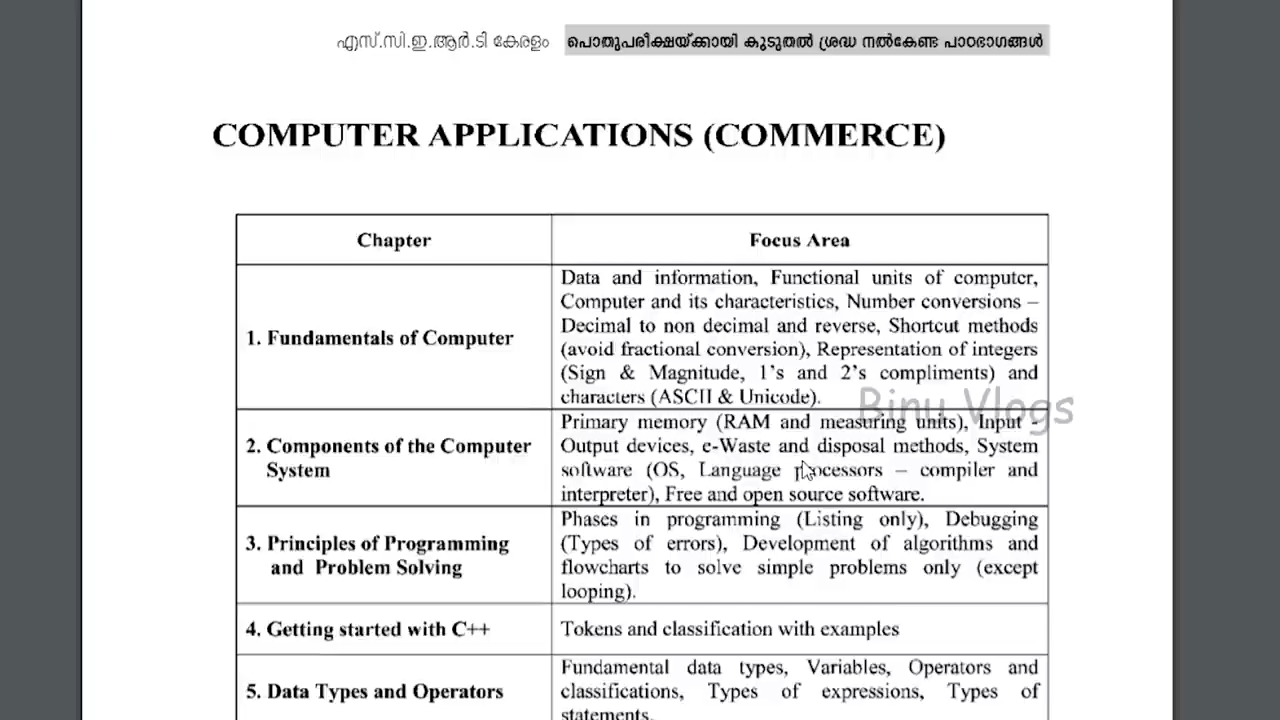 എസ്.സി.ഇ.ആർ.ടി കേരളം പൊതുപരീക്ഷയ്ക്കായി കൂടുതൽ ശ്രദ്ധ നൽകേണ്ട പാഠഭാഗങ്ങൾ
COMPUTER APPLICATIONS (COMMERCE)
Chapter
Focus Area
1. Fundamentals of Computer
Data and information, Functional units of computer,
Computer and its characteristics, Number conversions –
Decimal to non decimal and reverse, Shortcut methods
(avoid fractional conversion), Representation of integers
(Sign & Magnitude, 1's and 2's compliments) and
characters (ASCII & Unicode).
Binu Vlogs
2. Components of the Computer
System
Primary memory (RAM and measuring units), Input -
Output devices, e-Waste and disposal methods, System
software (OS, Language processors – compiler and
interpreter), Free and open source software.
3. Principles of Programming
and Problem Solving
Phases in programming (Listing only), Debugging
(Types of errors), Development of algorithms and
flowcharts to solve simple problems only (except
looping).
4. Getting started with C++
Tokens and classification with examples
5. Data Types and Operators
Fundamental data types, Variables, Operators and
classifications, Types of expressions, Types of
statements.